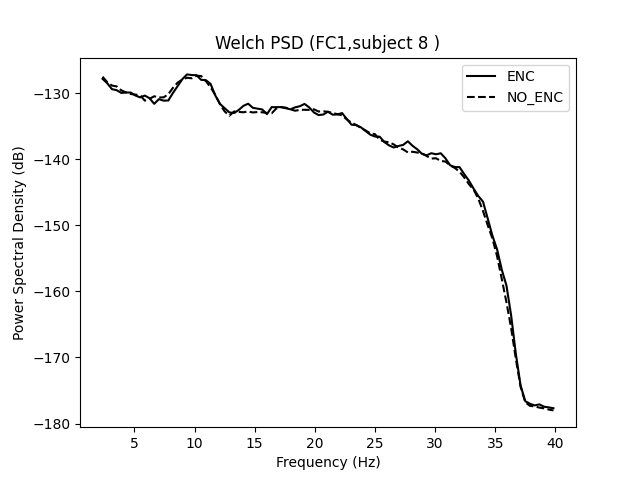 Welch PSD (FC1,subject 8 )
ENC
NO_ENC
Power Spectral Density (dB)
−130
−140
−150
−160
−170
−180
5 10 15 20 25 30 35 40
Frequency (Hz)